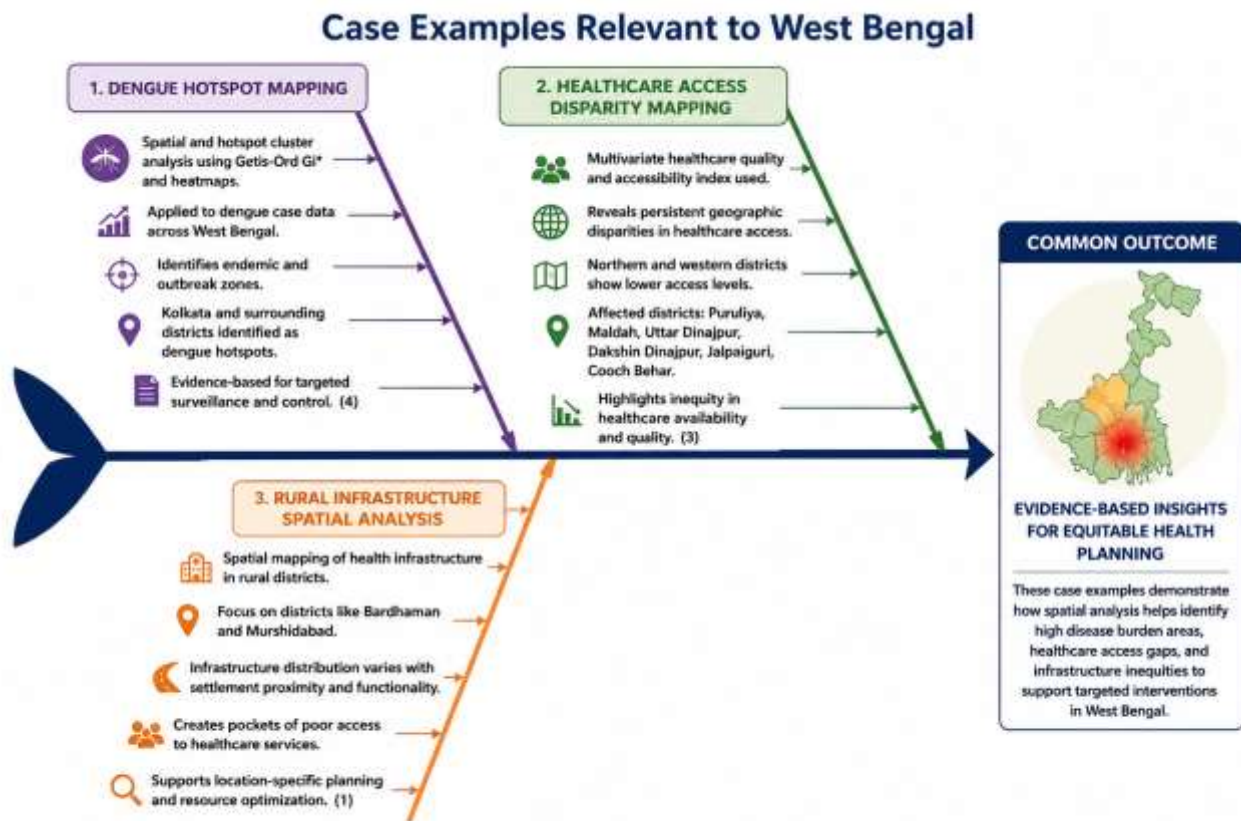 Case Examples Relevant to West Bengal
1. DENGUE HOTSPOT MAPPING
Spatial and hotspot cluster
analysis using Getis-Ord Gi*
and heatmaps.
Applied to dengue case data
across West Bengal.
Identifies endemic and
outbreak zones.
Kolkata and surrounding
districts identified as
dengue hotspots.
Evidence-based for targeted
surveillance and control. (4)
2. HEALTHCARE ACCESS
DISPARITY MAPPING
Multivariate healthcare quality
and accessibility index used.
Reveals persistent geographic
disparities in healthcare access.
Northern and western districts
show lower access levels.
Affected districts: Puruliya,
Maldah, Uttar Dinajpur,
Dakshin Dinajpur, Jalpaiguri,
Cooch Behar.
Highlights inequity in
healthcare availability
and quality. (3)
3. RURAL INFRASTRUCTURE
SPATIAL ANALYSIS
Spatial mapping of health infrastructure
in rural districts.
Focus on districts like Bardhaman
and Murshidabad.
Infrastructure distribution varies with
settlement proximity and functionality.
Creates pockets of poor access
to healthcare services.
Supports location-specific planning
and resource optimization. (1)
COMMON OUTCOME
EVIDENCE-BASED INSIGHTS
FOR EQUITABLE HEALTH
PLANNING
These case examples demonstrate
how spatial analysis helps identify
high disease burden areas,
healthcare access gaps, and
infrastructure inequities to
support targeted interventions
in West Bengal.